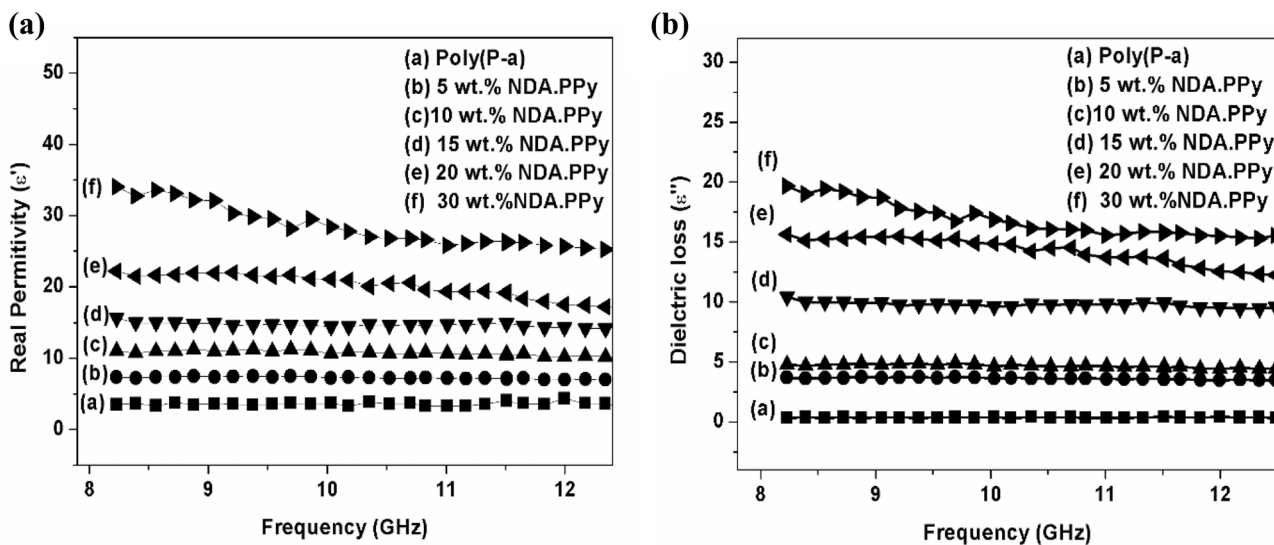 (a)
50
40
30
20
10
0
Real Permitivity (ε')
(a) Poly(P-a)
(b) 5 wt.% NDA.PPy
(c)10 wt.% NDA.PPy
(d) 15 wt.% NDA.PPy
(e) 20 wt.% NDA.PPy
(f) 30 wt.%NDA.PPy
(f)
(e)
(d)
(c)
(b)
(a)
8 9 10 11 12
Frequency (GHz)
(b)
30
25
20
15
10
5
0
Dielctric loss (ε'')
(a) Poly(P-a)
(b) 5 wt.% NDA.PPy
(c)10 wt.% NDA.PPy
(d) 15 wt.% NDA.PPy
(e) 20 wt.% NDA.PPy
(f) 30 wt.%NDA.PPy
(f)
(e)
(d)
(c)
(b)
(a)
8 9 10 11 12
Frequency (GHz)